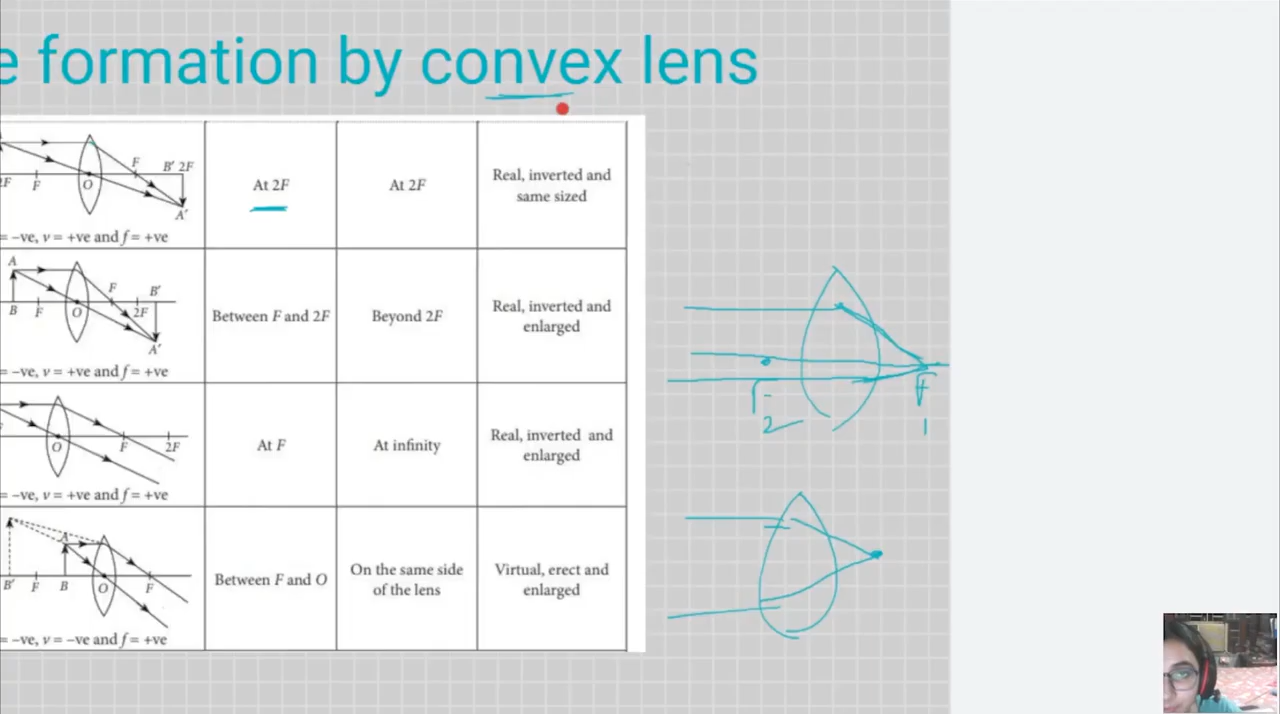 e formation by convex lens
F
B' 2F
F
F
O
A'
= –ve, v = +ve and f = +ve
At 2F
At 2F
Real, inverted and
same sized
A
F
B'
B
F
O
2F
A'
= –ve, v = +ve and f = +ve
Between F and 2F
Beyond 2F
Real, inverted and
enlarged
O
F
2F
= –ve, v = +ve and f = +ve
At F
At infinity
Real, inverted and
enlarged
A
B'
F
B
O
F
= –ve, v = –ve and f = +ve
Between F and O
On the same side
of the lens
Virtual, erect and
enlarged
F
2
F
1